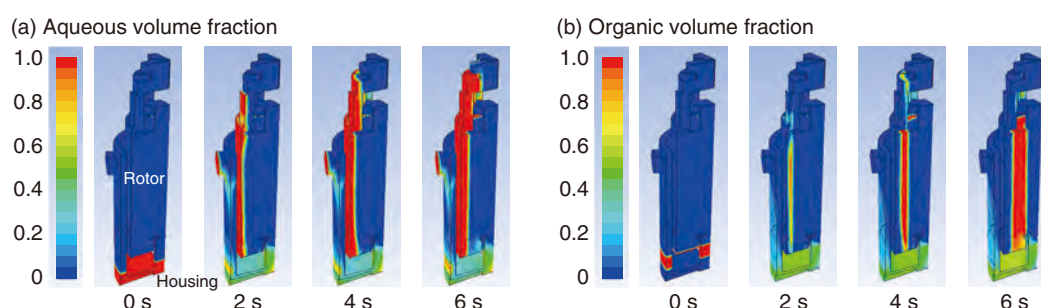 (a) Aqueous volume fraction
1.0
0.8
0.6
0.4
0.2
0
Rotor
Housing
0 s
2 s
4 s
6 s
(b) Organic volume fraction
1.0
0.8
0.6
0.4
0.2
0
0 s
2 s
4 s
6 s